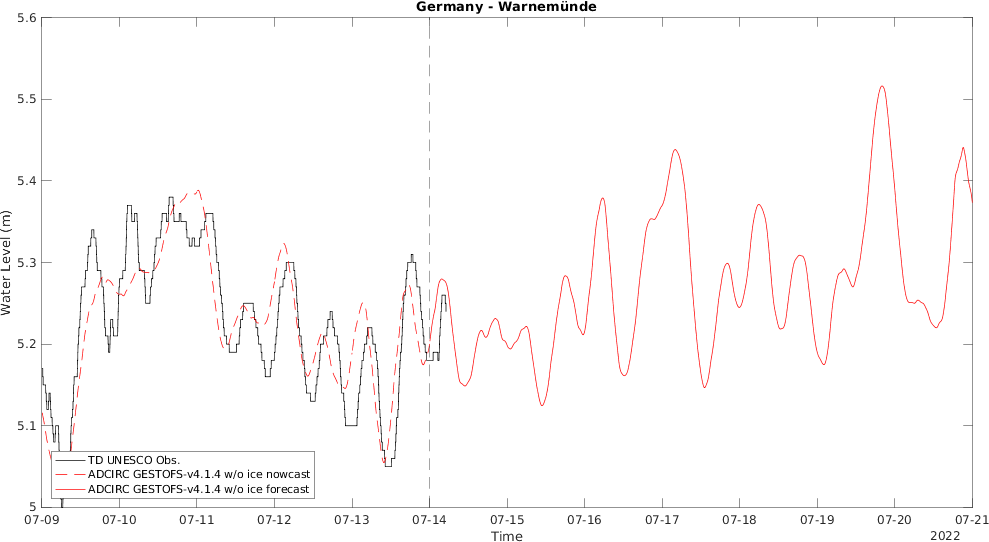 Germany - Warnemünde
5.6
5.5
5.4
5.3
5.2
5.1
5
Water Level (m)
TD UNESCO Obs.
ADCIRC GESTOFS-v4.1.4 w/o ice nowcast
ADCIRC GESTOFS-v4.1.4 w/o ice forecast
07-09 07-10 07-11 07-12 07-13 07-14 07-15 07-16 07-17 07-18 07-19 07-20 07-21
Time
2022